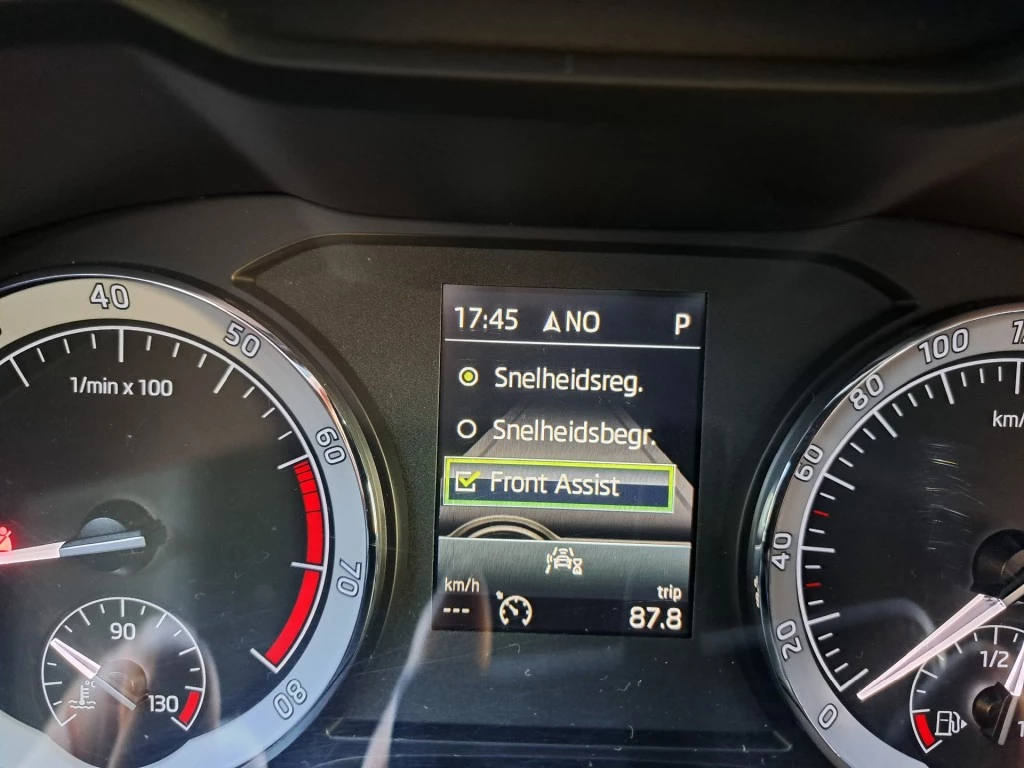 17:45 NO P
Snelheidsreg.
Snelheidsbegr.
Front Assist
km/h
---
trip
87.8
40
50
60
70
80
1/min x 100
90
°C
130
100
80
60
40
20
0
km/
1/2